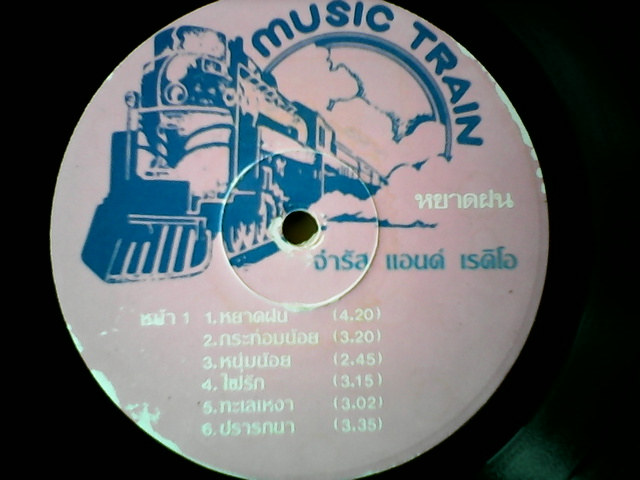 MUSIC TRAIN
หยาดฝน
จำรัส แอนด์ เรดิโอ
หน้า 1
1. หยาดฝน (4.20)
2. กระท่อมน้อย (3.20)
3. หนุ่มน้อย (2.45)
4. ไฟรัก (3.15)
5. ทะเลเหงา (3.02)
6. ปรารถนา (3.35)